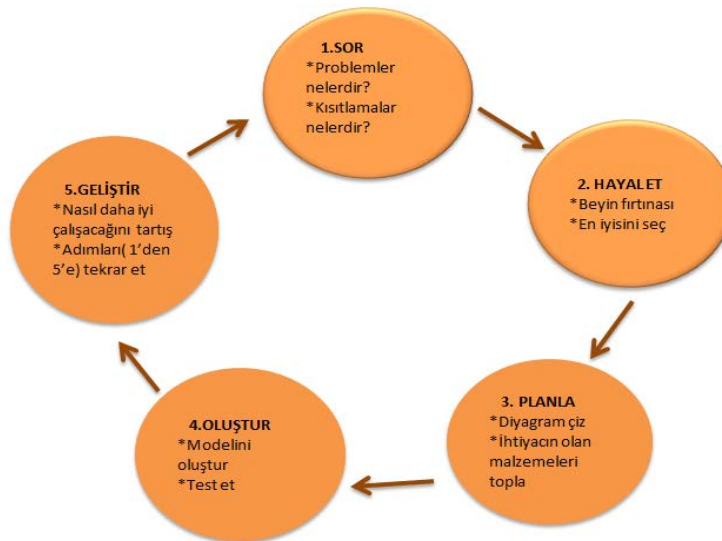 1.SOR
*Problemler
nelerdir?
*Kısıtlamalar
nelerdir?
2. HAYAL ET
*Beyin fırtınası
*En iyisini seç
3. PLANLA
*Diyagram çiz
*İhtiyacın olan
malzemeleri
topla
4.OLUŞTUR
*Modelini
oluştur
*Test et
5.GELİŞTİR
*Nasıl daha iyi
çalışacağını tartış
*Adımları( 1’den
5’e) tekrar et